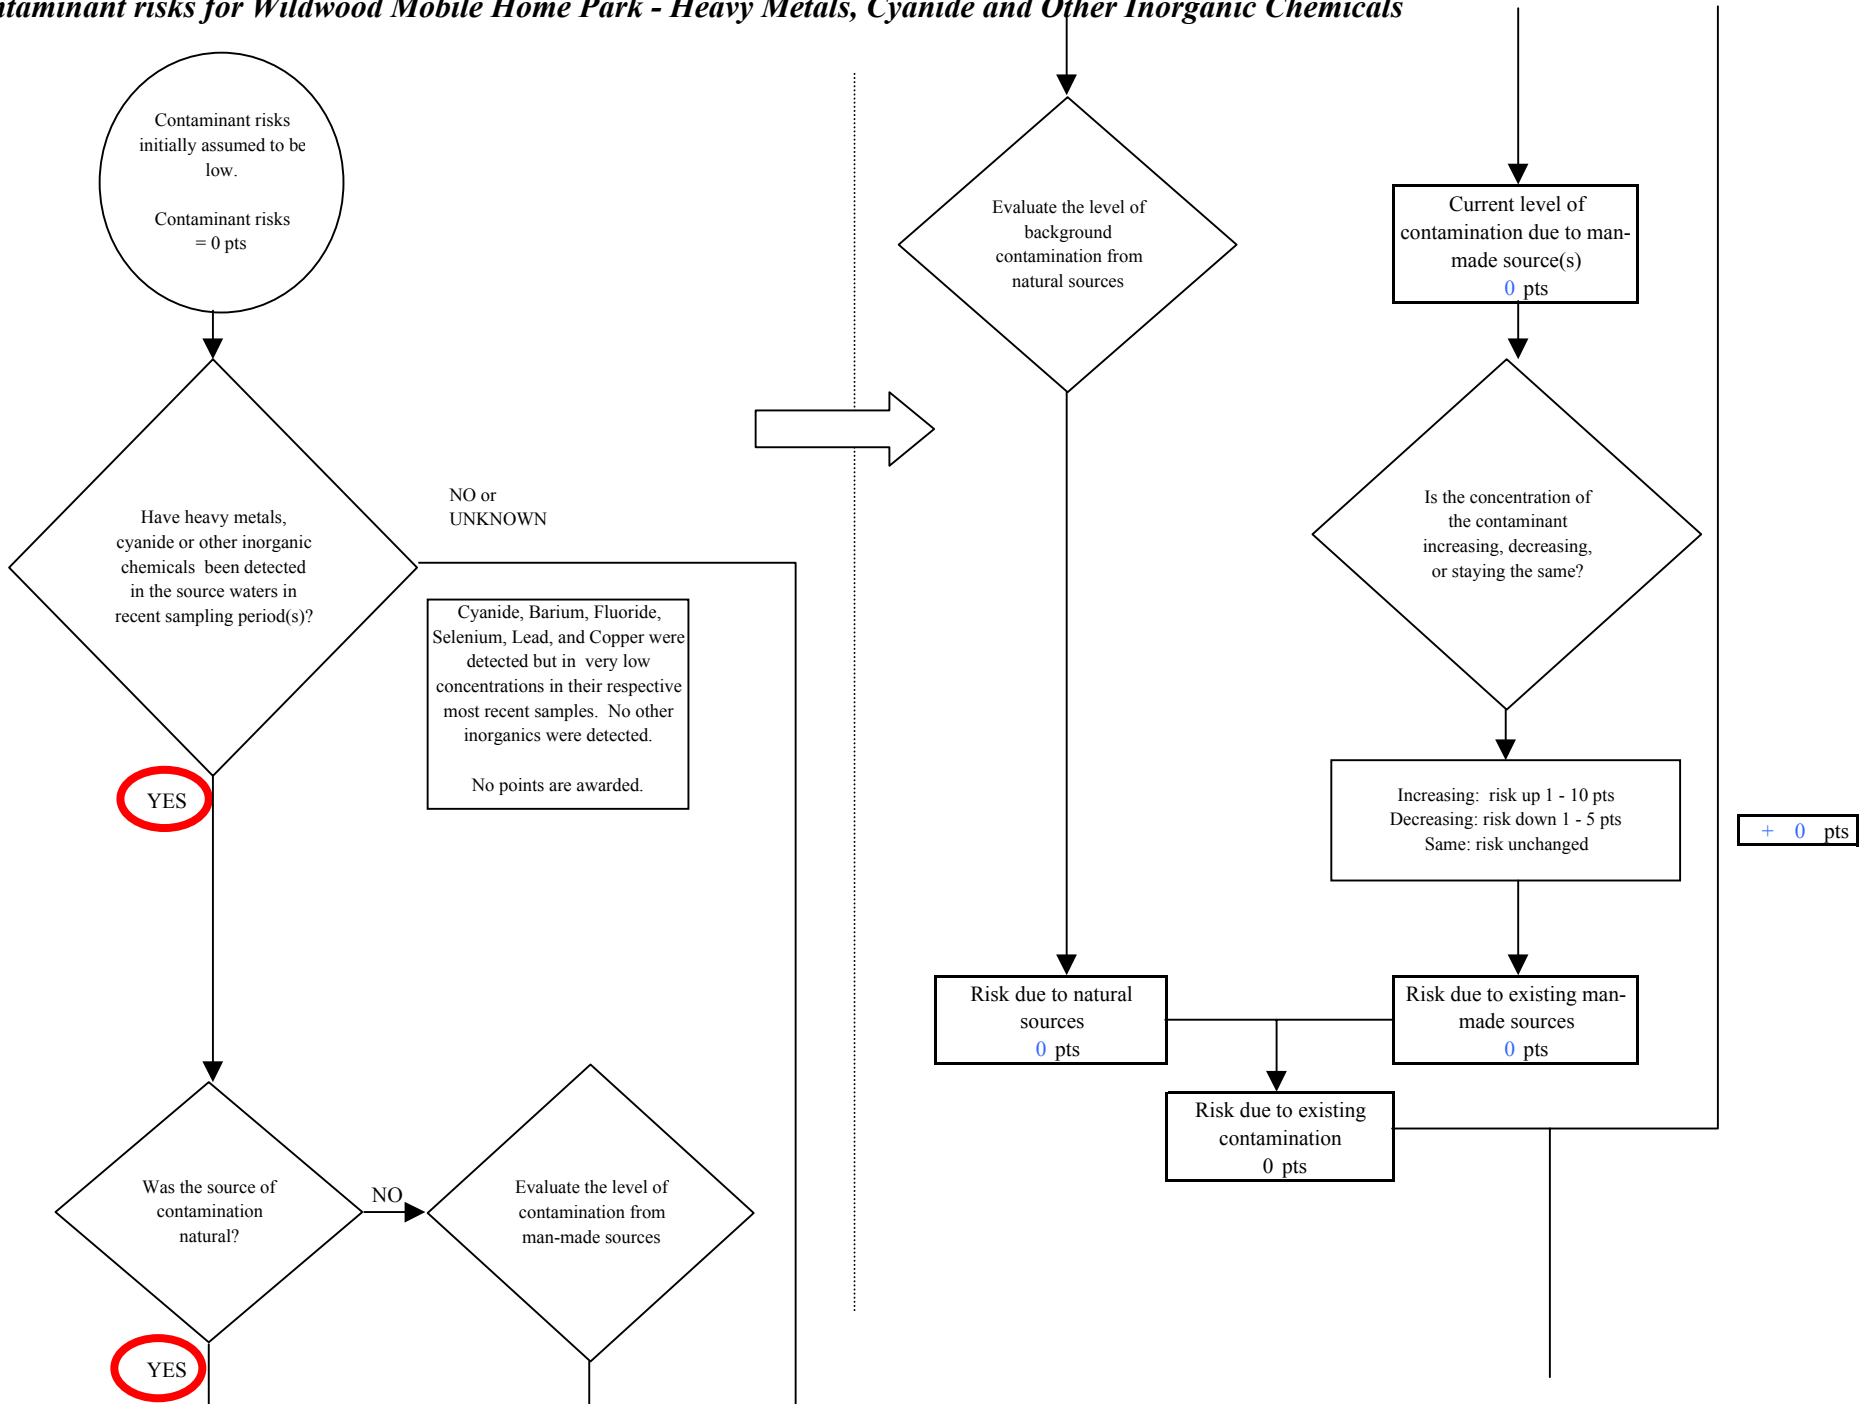 ntaminant risks for Wildwood Mobile Home Park - Heavy Metals, Cyanide and Other Inorganic Chemicals
Contaminant risks
initially assumed to be
low.
Contaminant risks
= 0 pts
Have heavy metals,
cyanide or other inorganic
chemicals been detected
in the source waters in
recent sampling period(s)?
NO or
UNKNOWN
Cyanide, Barium, Fluoride,
Selenium, Lead, and Copper were
detected but in very low
concentrations in their respective
most recent samples. No other
inorganics were detected.
No points are awarded.
YES
Was the source of
contamination
natural?
NO
Evaluate the level of
contamination from
man-made sources
YES
Evaluate the level of
background
contamination from
natural sources
Current level of
contamination due to man-
made source(s)
0 pts
Is the concentration of
the contaminant
increasing, decreasing,
or staying the same?
Increasing: risk up 1 - 10 pts
Decreasing: risk down 1 - 5 pts
Same: risk unchanged
+ 0 pts
Risk due to natural
sources
0 pts
Risk due to existing man-
made sources
0 pts
Risk due to existing
contamination
0 pts